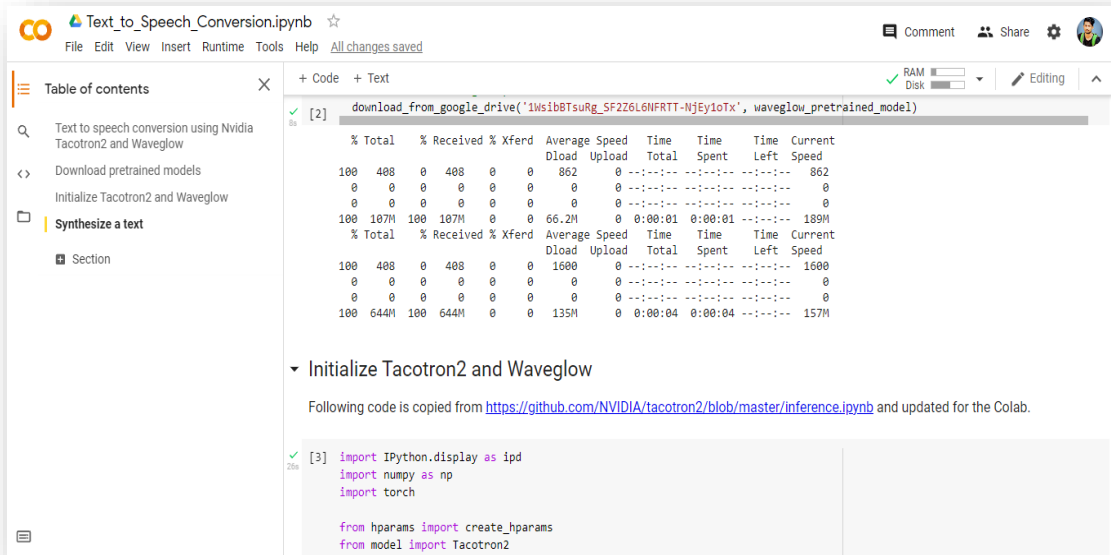 Text_to_Speech_Conversion.ipynb
File Edit View Insert Runtime Tools Help All changes saved
Comment
Share
Table of contents
Text to speech conversion using Nvidia
Tacotron2 and Waveglow
Download pretrained models
Initialize Tacotron2 and Waveglow
Synthesize a text
Section
+ Code + Text
RAM
Disk
Editing
[2] download_from_google_drive('1WsibBTsuRg_SF2Z6L6NFRTT-NjEy1oTx', waveglow_pretrained_model)
% Total % Received % Xferd Average Speed Time Time Time Current
Dload Upload Total Spent Left Speed
100 408 0 408 0 0 862 0 --:--:-- --:--:-- --:--:-- 862
0 0 0 0 0 0 0 0 --:--:-- --:--:-- --:--:-- 0
0 0 0 0 0 0 0 0 --:--:-- --:--:-- --:--:-- 0
100 107M 100 107M 0 0 66.2M 0 0:00:01 0:00:01 --:--:-- 189M
% Total % Received % Xferd Average Speed Time Time Time Current
Dload Upload Total Spent Left Speed
100 408 0 408 0 0 1600 0 --:--:-- --:--:-- --:--:-- 1600
0 0 0 0 0 0 0 0 --:--:-- --:--:-- --:--:-- 0
0 0 0 0 0 0 0 0 --:--:-- --:--:-- --:--:-- 0
100 644M 100 644M 0 0 135M 0 0:00:04 0:00:04 --:--:-- 157M
Initialize Tacotron2 and Waveglow
Following code is copied from https://github.com/NVIDIA/tacotron2/blob/master/inference.ipynb and updated for the Colab.
[3] import IPython.display as ipd
26s
import numpy as np
import torch
from hparams import create_hparams
from model import Tacotron2